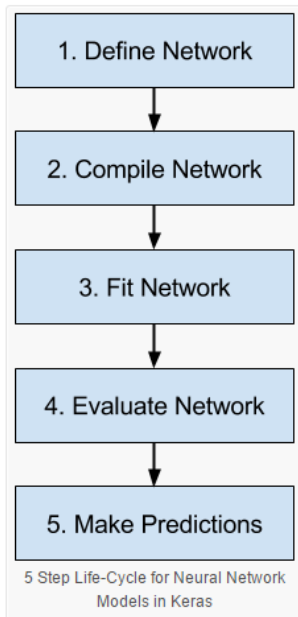 1. Define Network
2. Compile Network
3. Fit Network
4. Evaluate Network
5. Make Predictions
5 Step Life-Cycle for Neural Network
Models in Keras